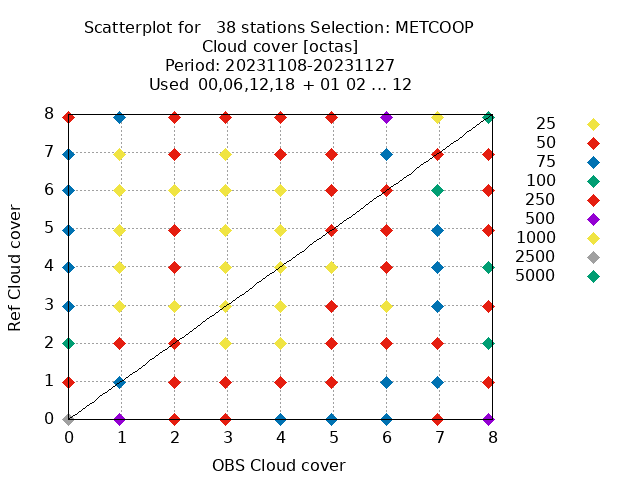 Scatterplot for   38 stations Selection: METCOOP
Cloud cover [octas]
Period: 20231108-20231127
Used  00,06,12,18 + 01 02 ... 12
Ref Cloud cover
8
7
6
5
4
3
2
1
0
0 1 2 3 4 5 6 7 8
OBS Cloud cover
25
50
75
100
250
500
1000
2500
5000